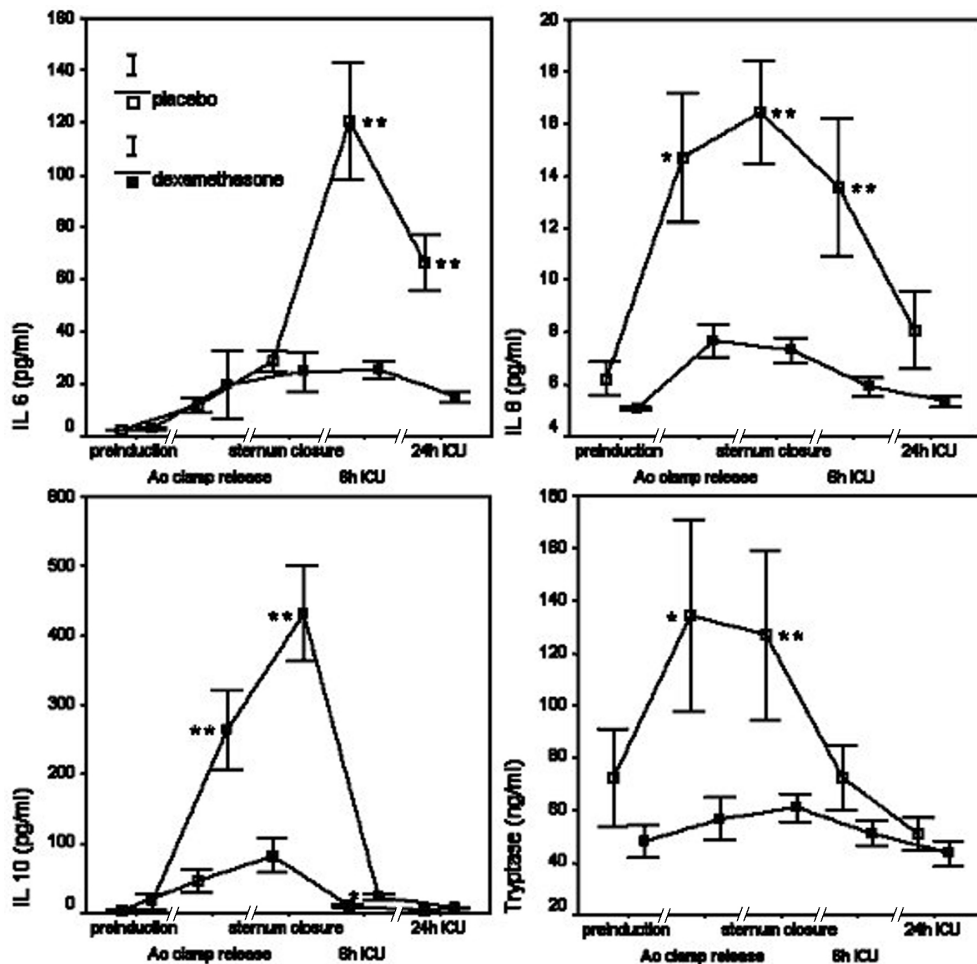 160
140
120
100
80
60
40
20
0
IL 6 (pg/ml)
placebo
dexamethasone
**
**
preinduction
sternum closure
24h ICU
Ao clamp release
6h ICU
20
18
16
14
12
10
8
6
4
IL 8 (pg/ml)
*
**
**
preinduction
sternum closure
24h ICU
Ao clamp release
6h ICU
600
500
400
300
200
100
0
IL 10 (pg/ml)
**
**
*
preinduction
sternum closure
24h ICU
Ao clamp release
6h ICU
180
160
140
120
100
80
60
40
20
Tryptase (ng/ml)
*
**
preinduction
sternum closure
24h ICU
Ao clamp release
6h ICU